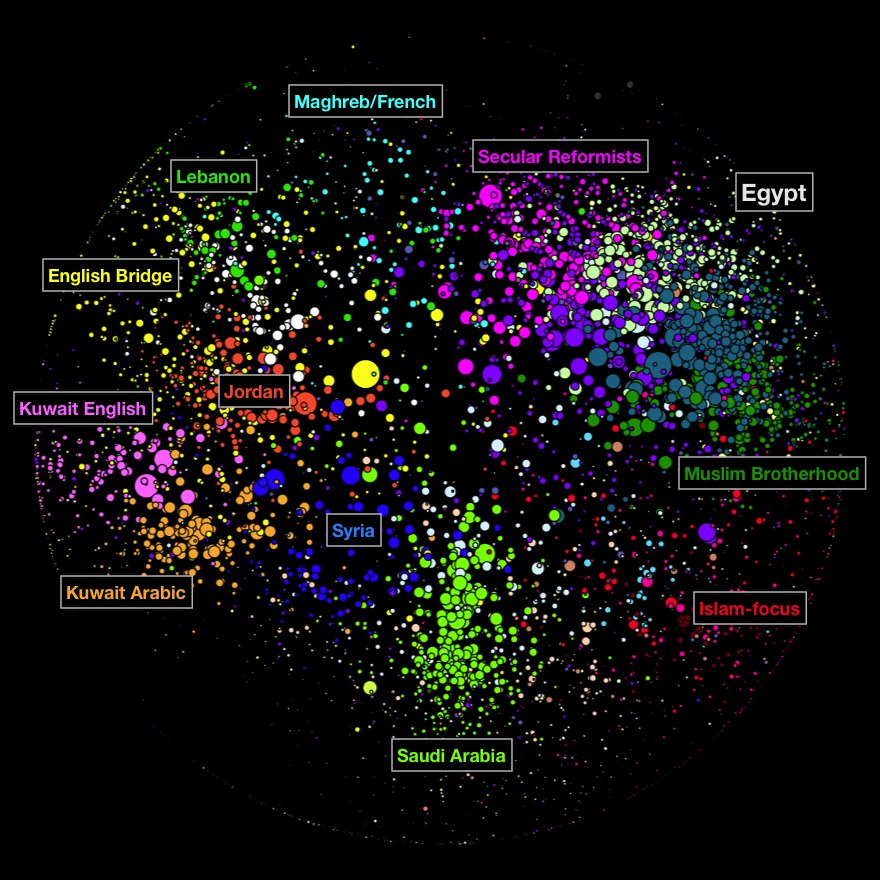 Maghreb/French
Secular Reformists
Lebanon
Egypt
English Bridge
Jordan
Kuwait English
Muslim Brotherhood
Syria
Kuwait Arabic
Islam-focus
Saudi Arabia